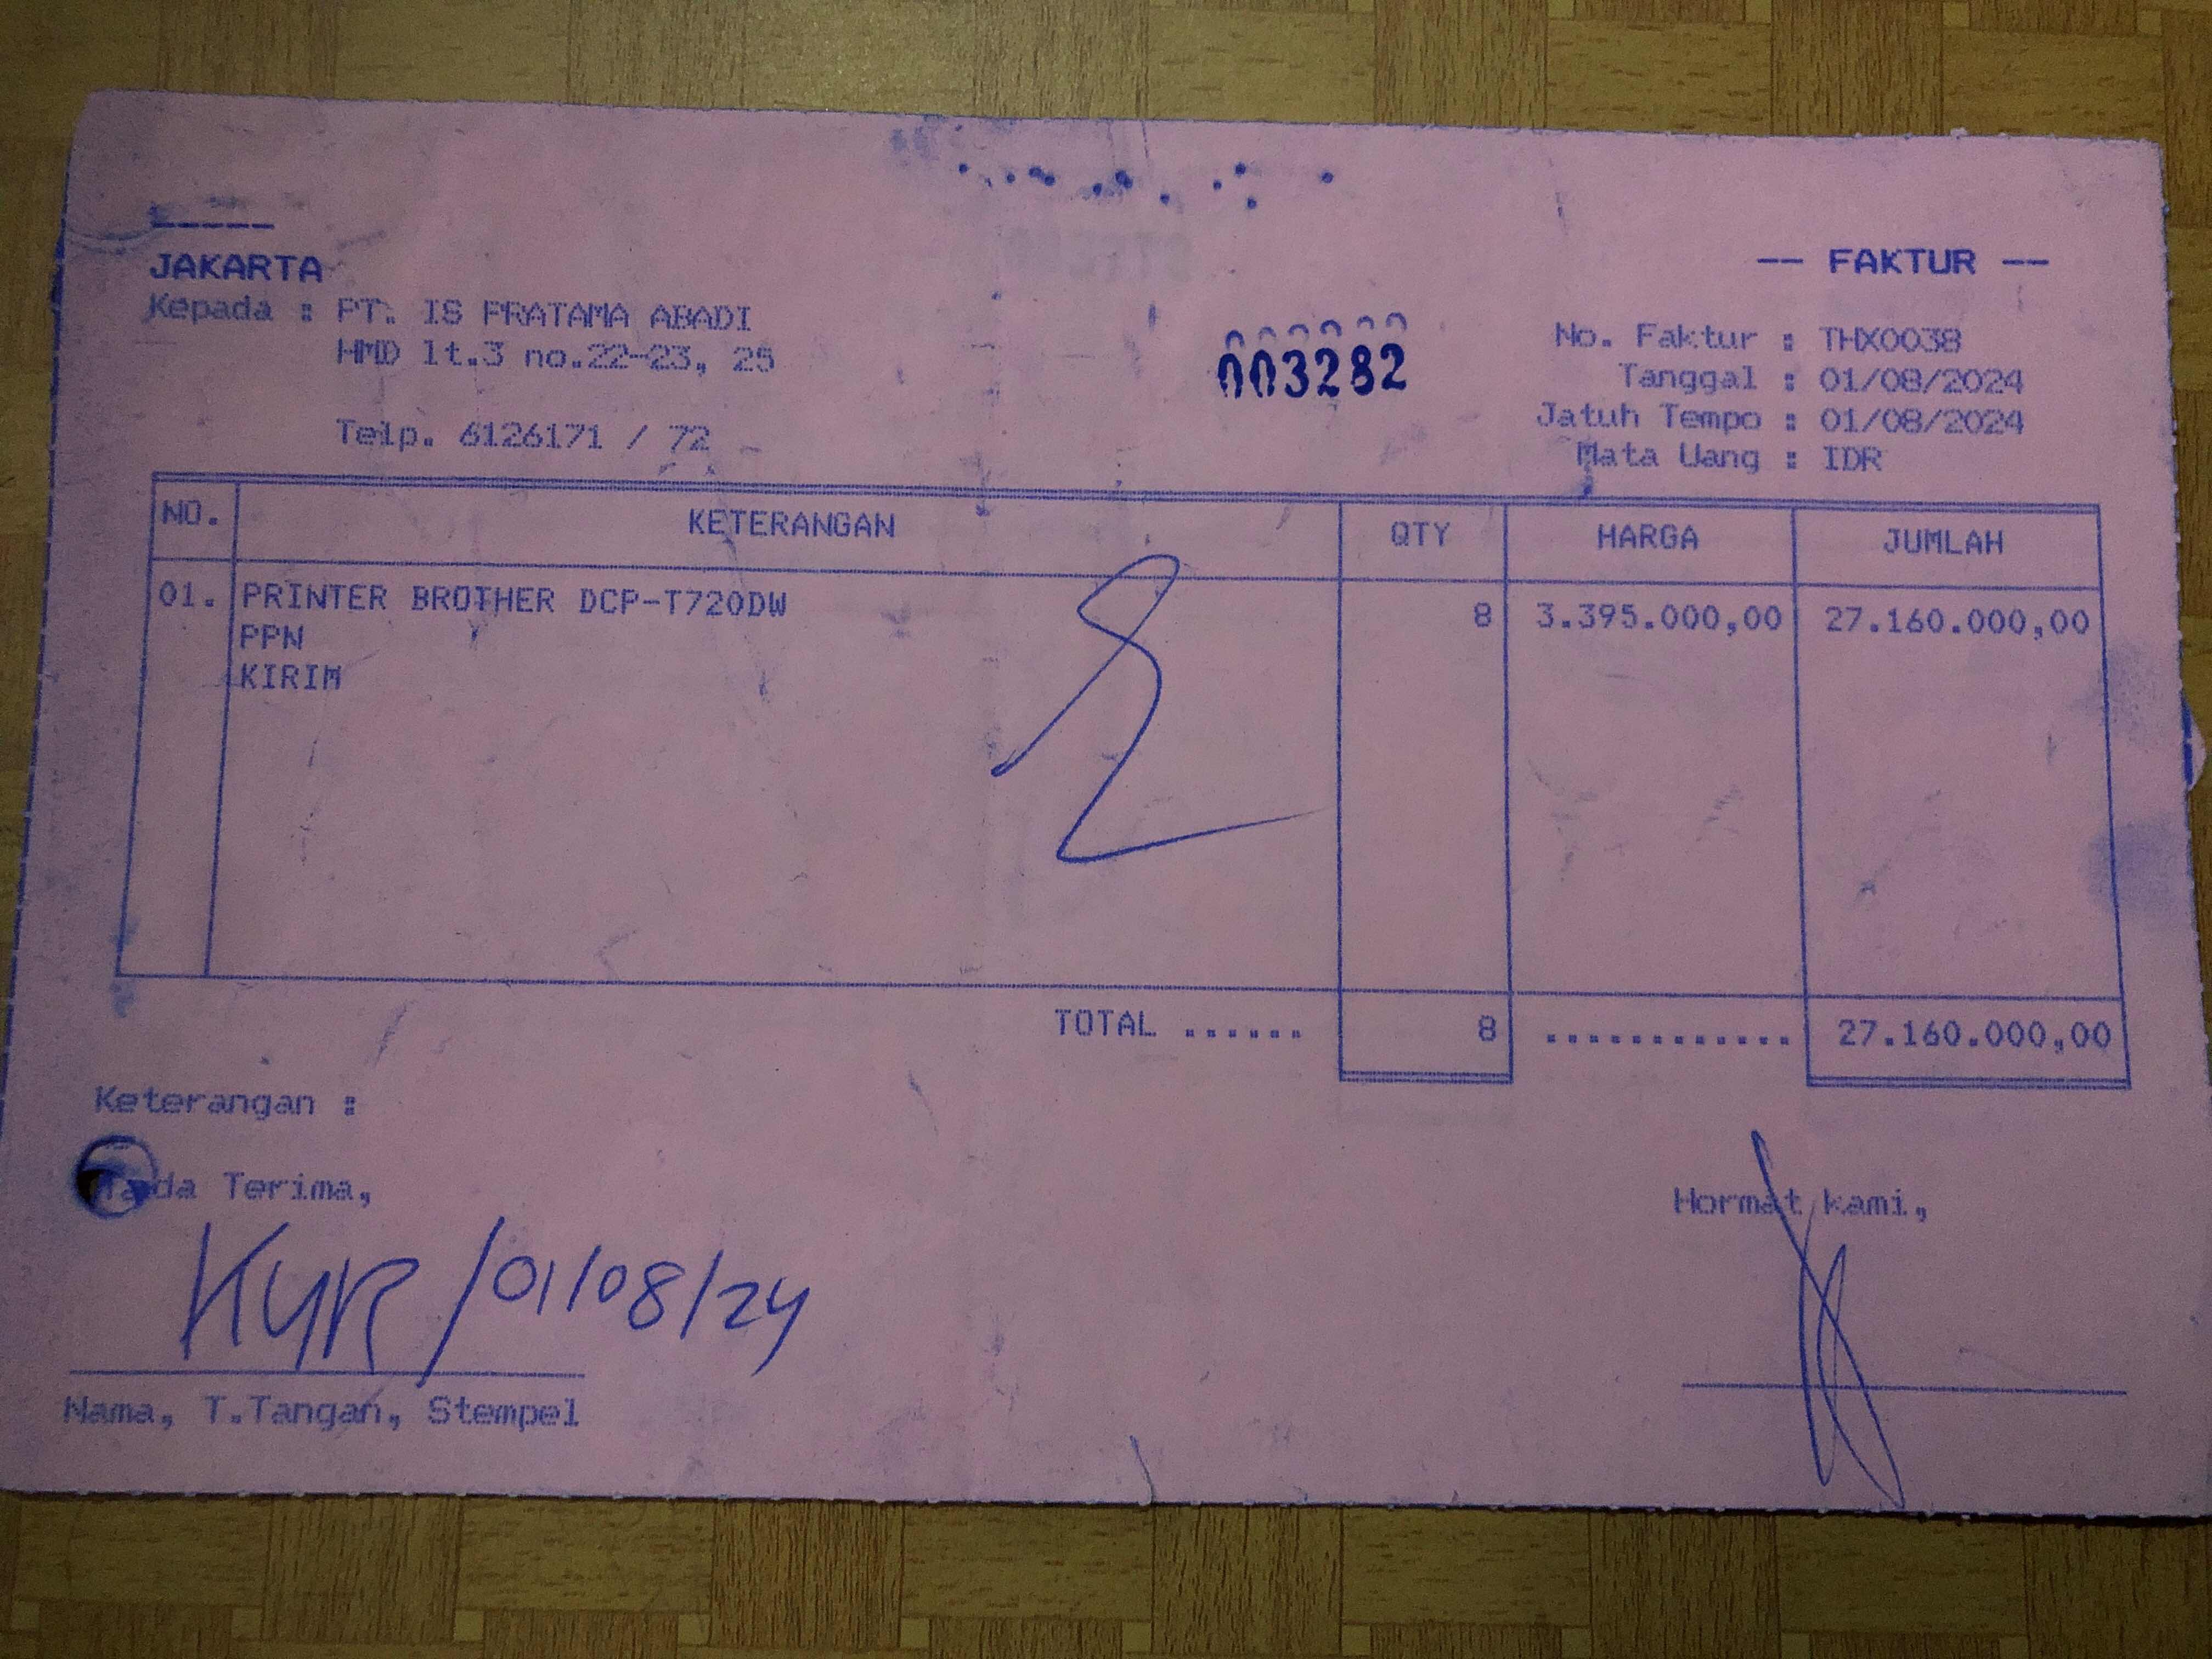 JAKARTA
-- FAKTUR --
Kepada : PT. IS PRATAMA ABADI
HMD lt.3 no.22-23, 25
Telp. 6126171 / 72
003282
No. Faktur : THX0038
Tanggal : 01/08/2024
Jatuh Tempo : 01/08/2024
Mata Uang : IDR
NO. KETERANGAN QTY HARGA JUMLAH
01. PRINTER BROTHER DCP-T720DW 8 3.395.000,00 27.160.000,00
PPN
KIRIM
TOTAL ...... 8 ............ 27.160.000,00
Keterangan :
Tanda Terima,
Hormat kami,
KYR /01/08/24
Nama, T.Tangan, Stempel